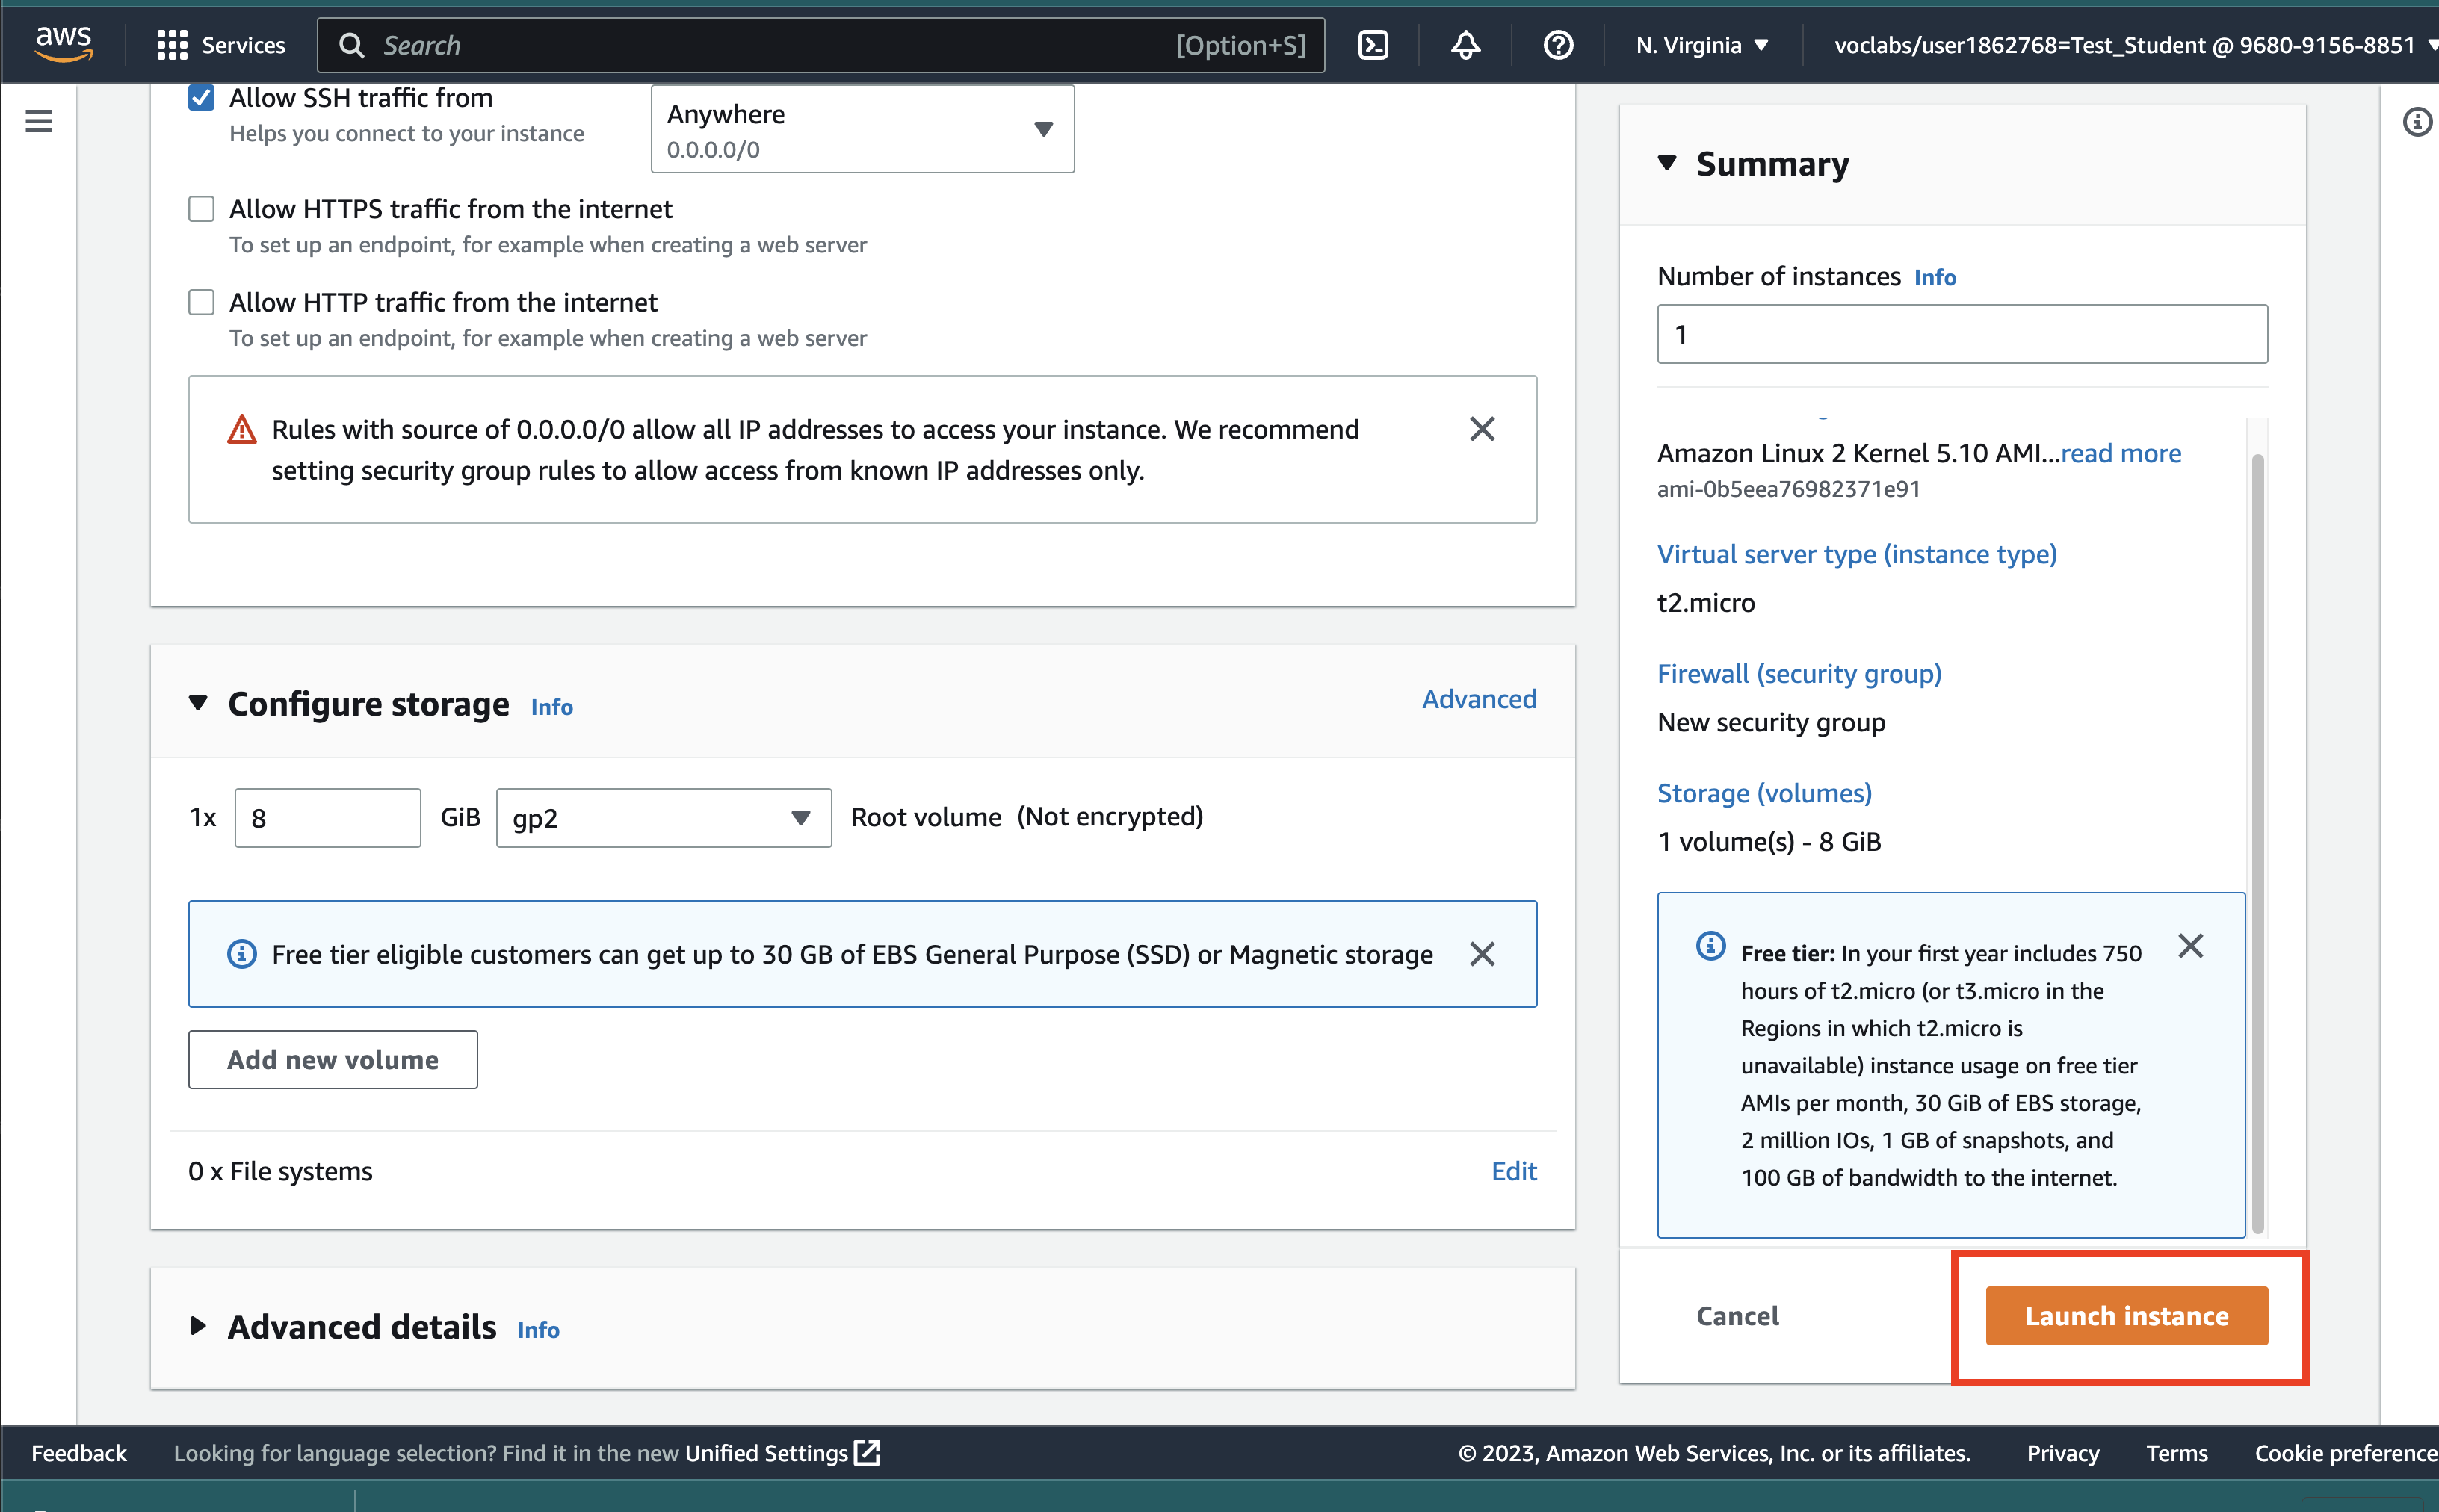 aws
Services
Search
[Option+S]
N. Virginia
voclabs/user1862768=Test_Student @ 9680-9156-8851
Allow SSH traffic from
Helps you connect to your instance
Anywhere
0.0.0.0/0
Allow HTTPS traffic from the internet
To set up an endpoint, for example when creating a web server
Allow HTTP traffic from the internet
To set up an endpoint, for example when creating a web server
Rules with source of 0.0.0.0/0 allow all IP addresses to access your instance. We recommend
setting security group rules to allow access from known IP addresses only.
Configure storage Info
Advanced
1x 8 GiB gp2 Root volume (Not encrypted)
Free tier eligible customers can get up to 30 GB of EBS General Purpose (SSD) or Magnetic storage
Add new volume
0 x File systems
Edit
Advanced details Info
Summary
Number of instances Info
1
Amazon Linux 2 Kernel 5.10 AMI...read more
ami-0b5eea76982371e91
Virtual server type (instance type)
t2.micro
Firewall (security group)
New security group
Storage (volumes)
1 volume(s) - 8 GiB
Free tier: In your first year includes 750
hours of t2.micro (or t3.micro in the
Regions in which t2.micro is
unavailable) instance usage on free tier
AMIs per month, 30 GiB of EBS storage,
2 million IOs, 1 GB of snapshots, and
100 GB of bandwidth to the internet.
Cancel
Launch instance
Feedback
Looking for language selection? Find it in the new Unified Settings
© 2023, Amazon Web Services, Inc. or its affiliates.
Privacy
Terms
Cookie preference